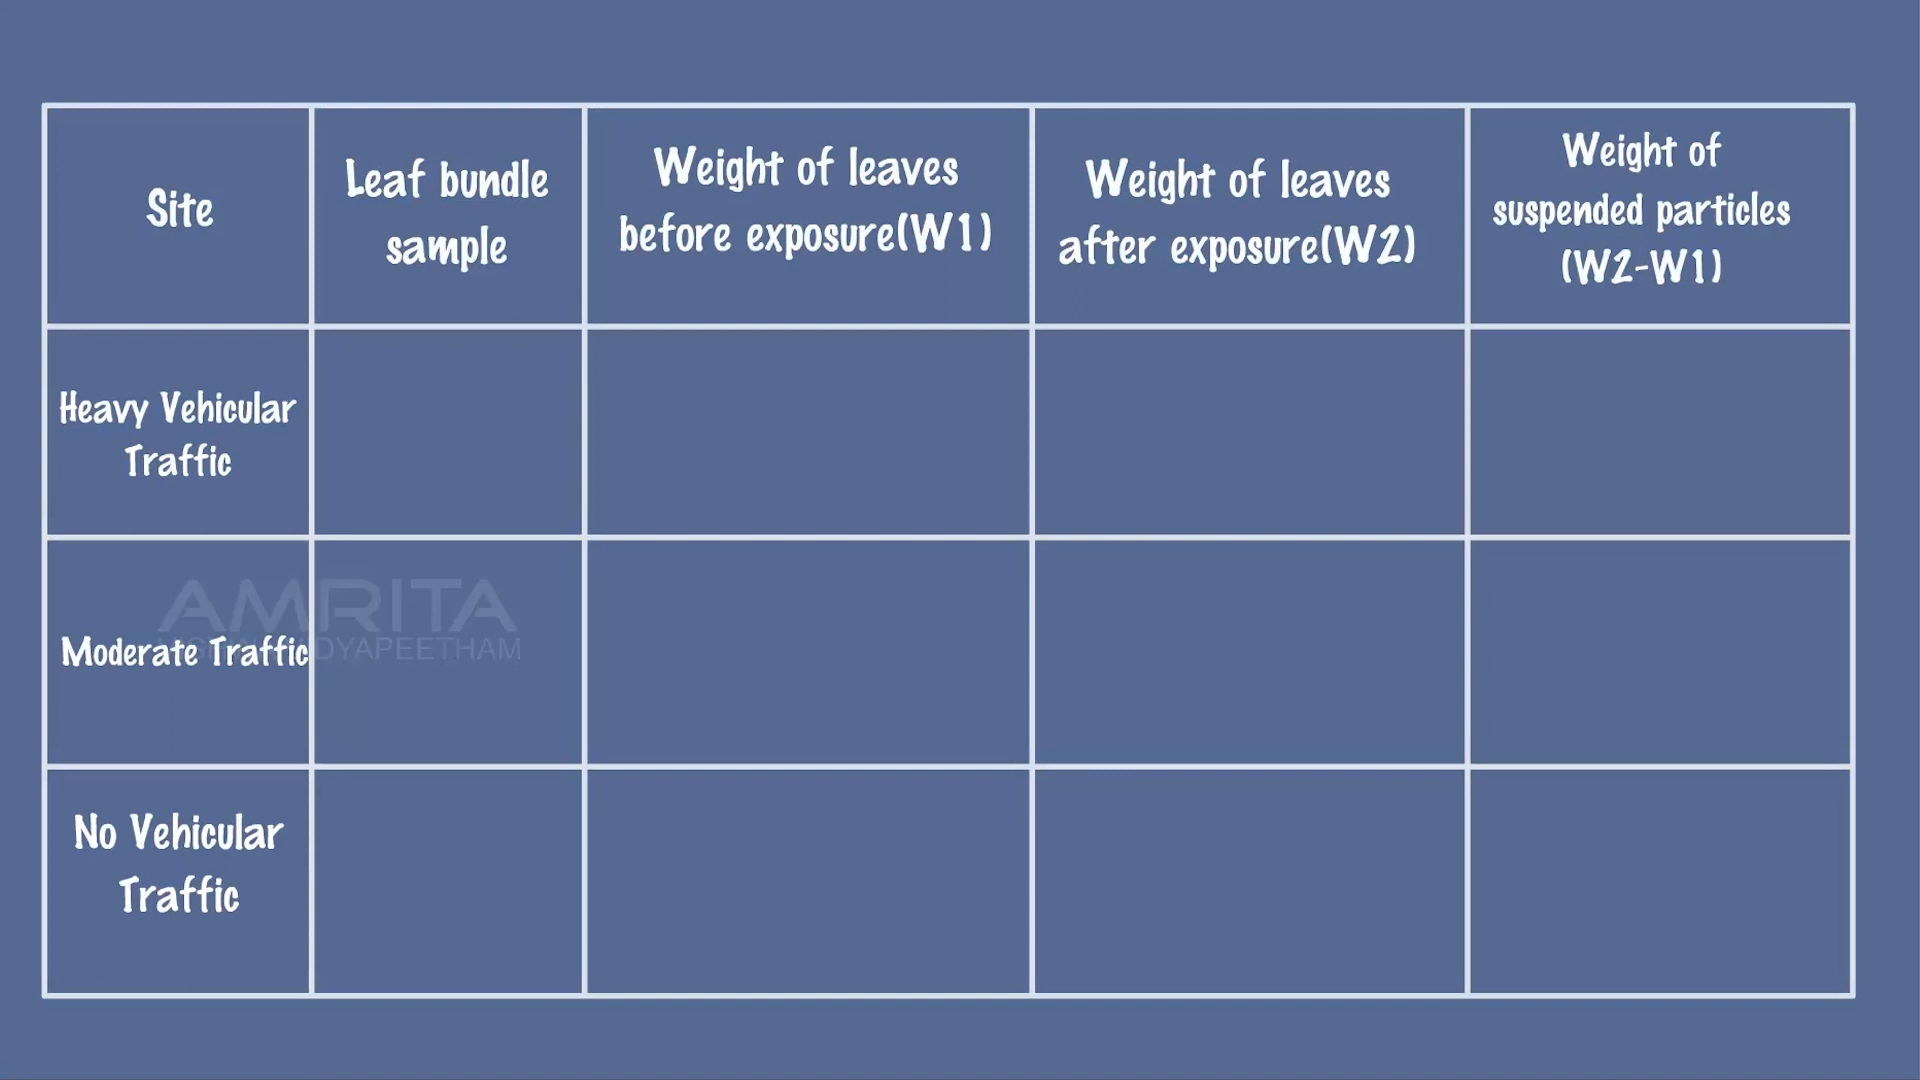 Site
Leaf bundle
sample
Weight of leaves
before exposure(W1)
Weight of leaves
after exposure(W2)
Weight of
suspended particles
(W2-W1)
Heavy Vehicular
Traffic
AMRITA
DYAPEETHAM
Moderate Traffic
No Vehicular
Traffic